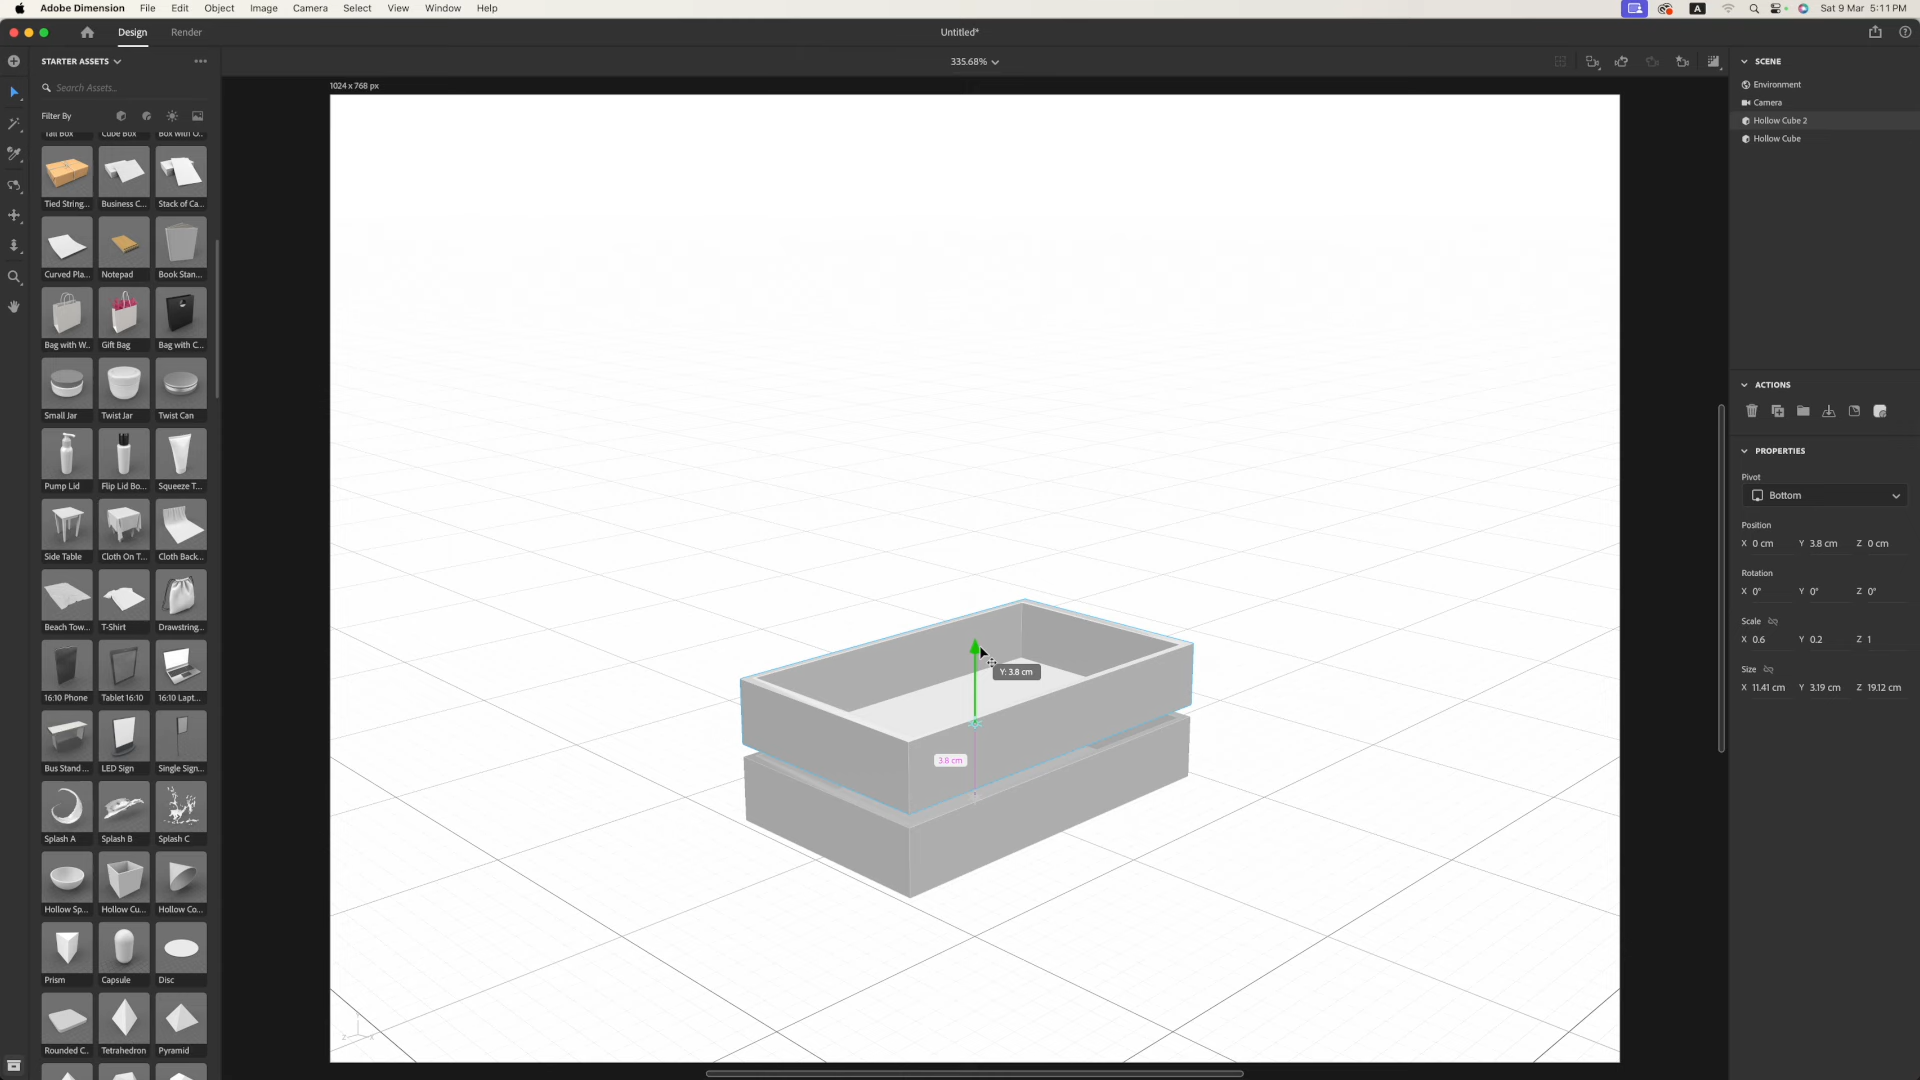 Adobe Dimension File Edit Object Image Camera Select View Window Help A Sat 9 Mar 5:11 PM
Design Render Untitled*
STARTER ASSETS 335.68%
1024 x 768 px
Search Assets...
Filter By
Tall Box Cube Box Box with O..
Tied String... Business C... Stack of Ca...
Curved Pla... Notepad Book Stan...
Bag with W.. Gift Bag Bag with C...
Small Jar Twist Jar Twist Can
Pump Lid Flip Lid Bo... Squeeze T...
Side Table Cloth On T... Cloth Back...
Beach Tow... T-Shirt Drawstring...
16:10 Phone Tablet 16:10 16:10 Lapt...
Bus Stand ... LED Sign Single Sign...
Splash A Splash B Splash C
Hollow Sp... Hollow Cu... Hollow Co...
Prism Capsule Disc
Rounded C.. Tetrahedron Pyramid
Y: 3.8 cm
3.8 cm
Z X
SCENE
Environment
Camera
Hollow Cube 2
Hollow Cube
ACTIONS
PROPERTIES
Pivot
Bottom
Position
X 0 cm Y 3.8 cm Z 0 cm
Rotation
X 0° Y 0° Z 0°
Scale
X 0.6 Y 0.2 Z 1
Size
X 11.41 cm Y 3.19 cm Z 19.12 cm